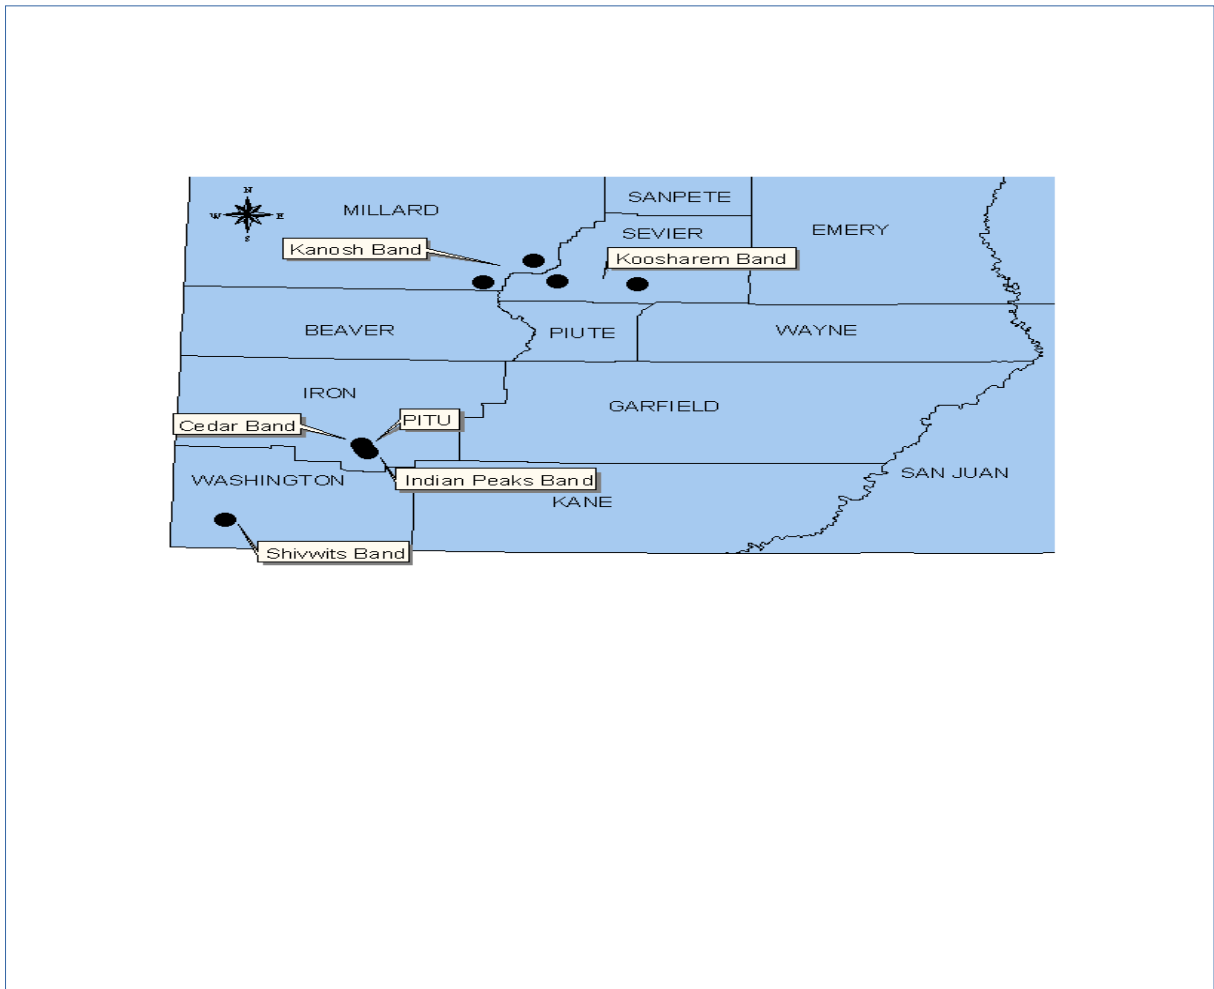 N
W
E
S
MILLARD
SANPETE
SEVIER
EMERY
Kanosh Band
Koosharem Band
BEAVER
PIUTE
WAYNE
IRON
GARFIELD
Cedar Band
PITU
WASHINGTON
Indian Peaks Band
KANE
SAN JUAN
Shivwits Band